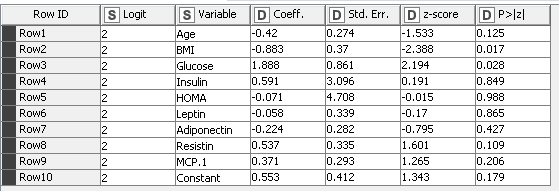 Row ID S Logit S Variable D Coeff. D Std. Err. D z-score D P>|z|
Row1 2 Age -0.42 0.274 -1.533 0.125
Row2 2 BMI -0.883 0.37 -2.388 0.017
Row3 2 Glucose 1.888 0.861 2.194 0.028
Row4 2 Insulin 0.591 3.096 0.191 0.849
Row5 2 HOMA -0.071 4.708 -0.015 0.988
Row6 2 Leptin -0.058 0.339 -0.17 0.865
Row7 2 Adiponectin -0.224 0.282 -0.795 0.427
Row8 2 Resistin 0.537 0.335 1.601 0.109
Row9 2 MCP.1 0.371 0.293 1.265 0.206
Row10 2 Constant 0.553 0.412 1.343 0.179